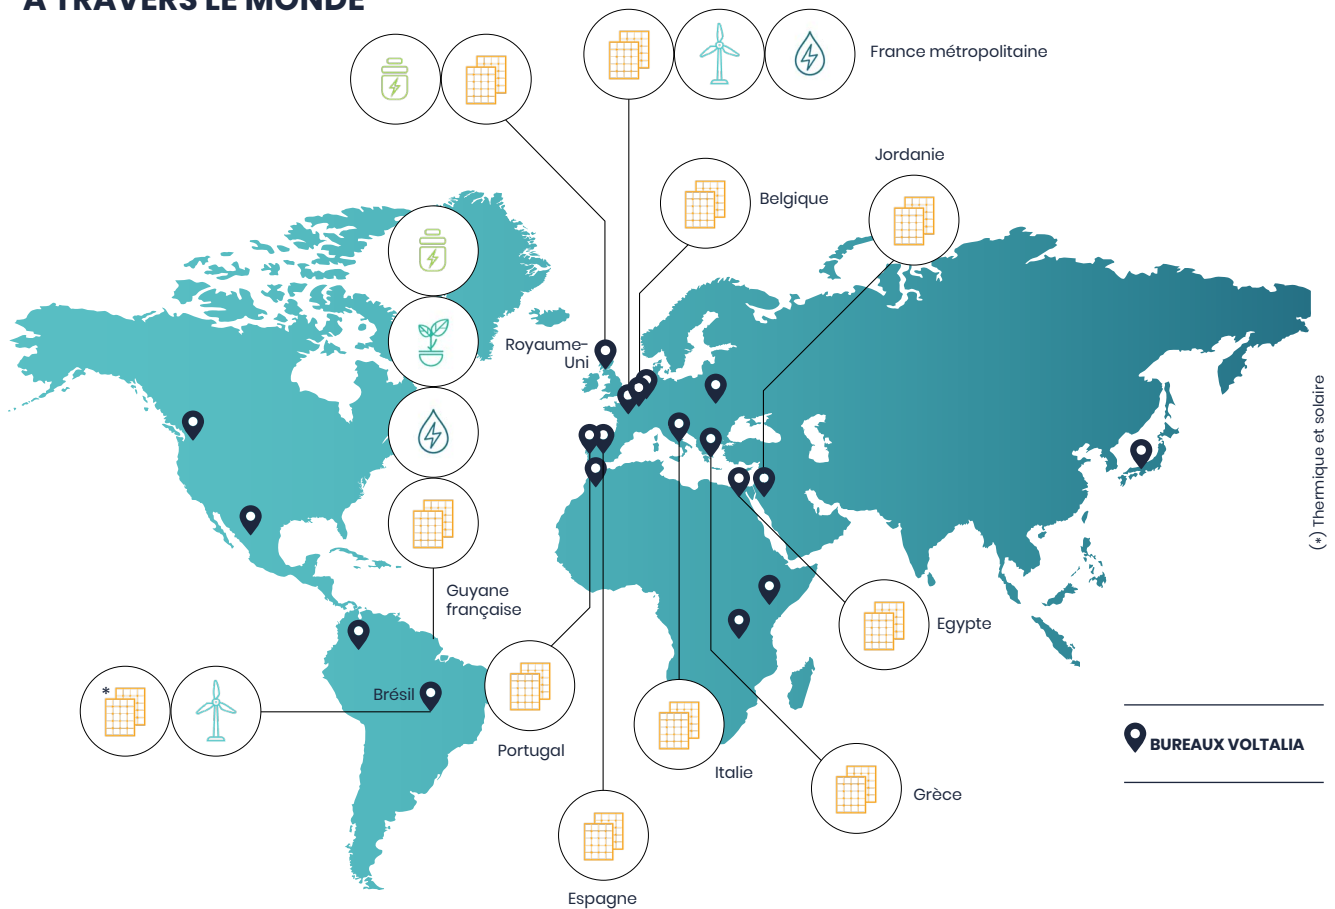 À TRAVERS LE MONDE
France métropolitaine
Jordanie
Belgique
Royaume-
Uni
Guyane
française
Brésil
*
Portugal
Espagne
Italie
Grèce
Egypte
BUREAUX VOLTALIA
(*) Thermique et solaire